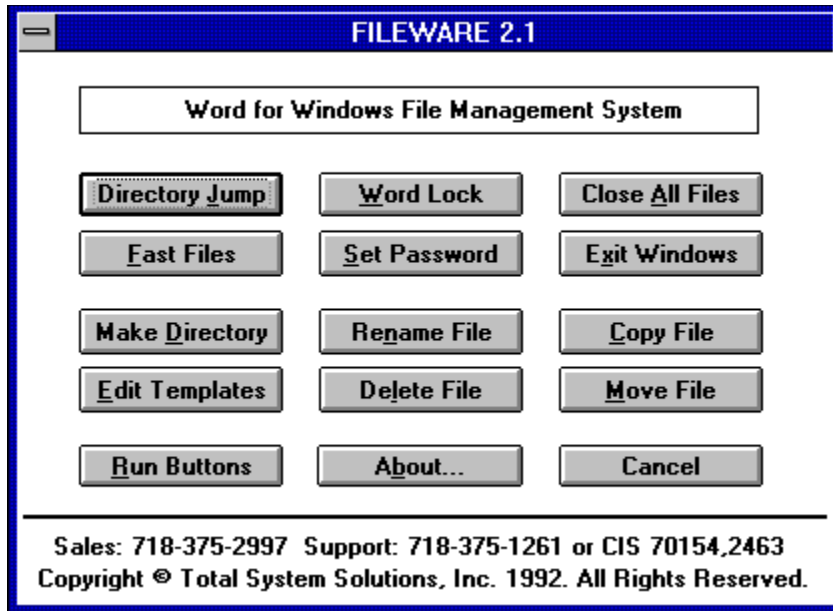 FILEWARE 2.1
Word for Windows File Management System
Directory Jump Word Lock Close All Files
Fast Files Set Password Exit Windows
Make Directory Rename File Copy File
Edit Templates Delete File Move File
Run Buttons About... Cancel
Sales: 718-375-2997 Support: 718-375-1261 or CIS 70154,2463
Copyright © Total System Solutions, Inc. 1992. All Rights Reserved.